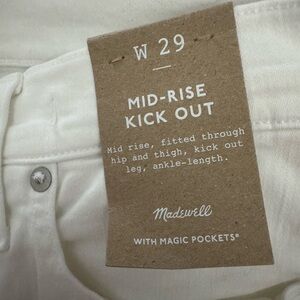 W 29
MID-RISE
KICK OUT
Mid rise, fitted through
hip and thigh, kick out
leg, ankle-length.
Madewell
WITH MAGIC POCKETS®